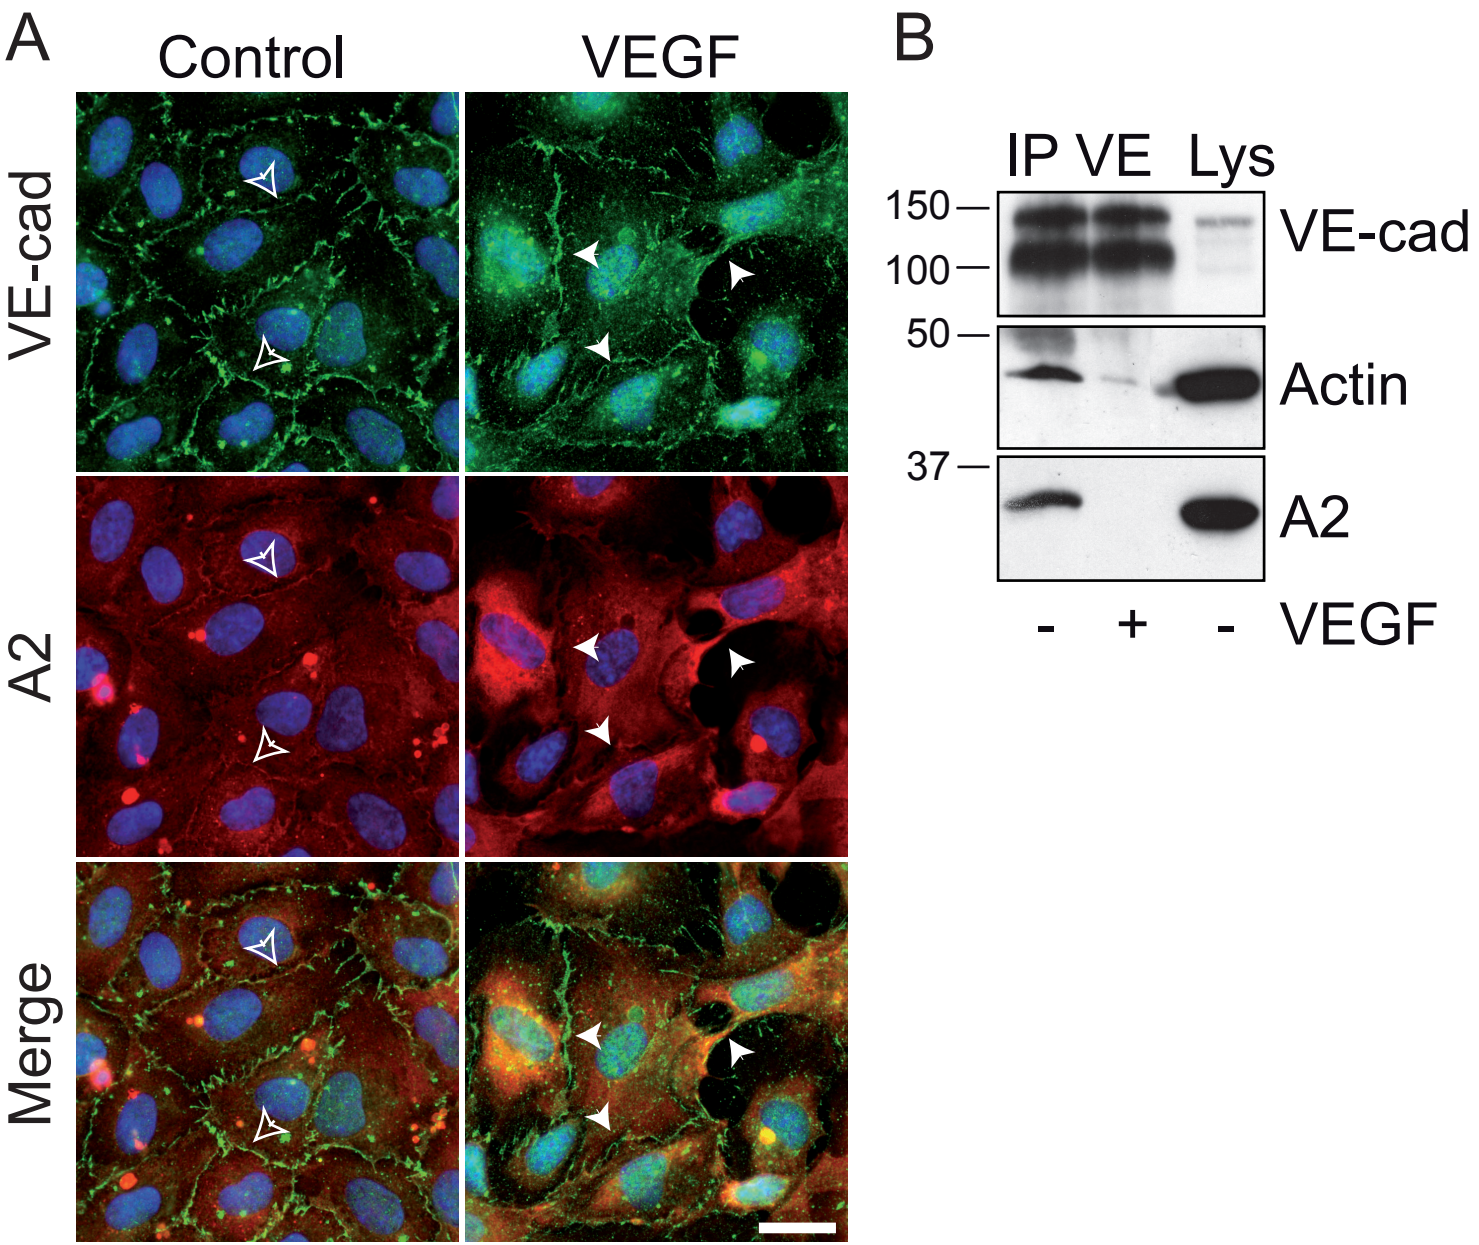 A
Control VEGF
VE-cad
A2
Merge
B
IP VE Lys
150
100
VE-cad
50
Actin
37
A2
- + - VEGF